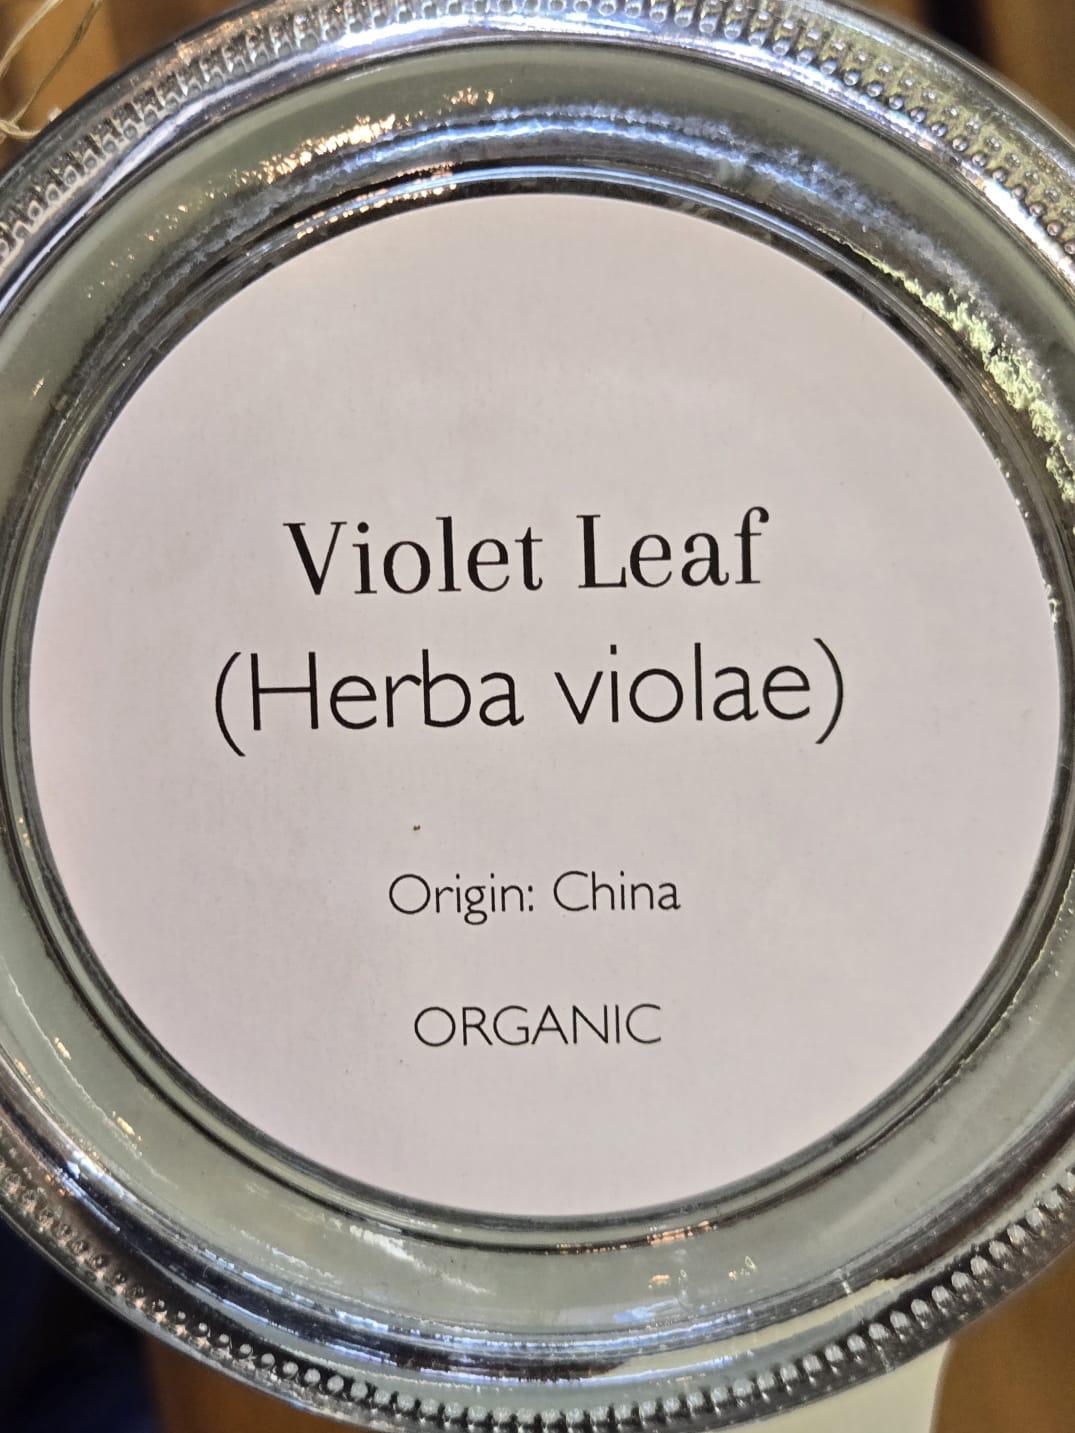 Violet Leaf
(Herba violae)
Origin: China
ORGANIC